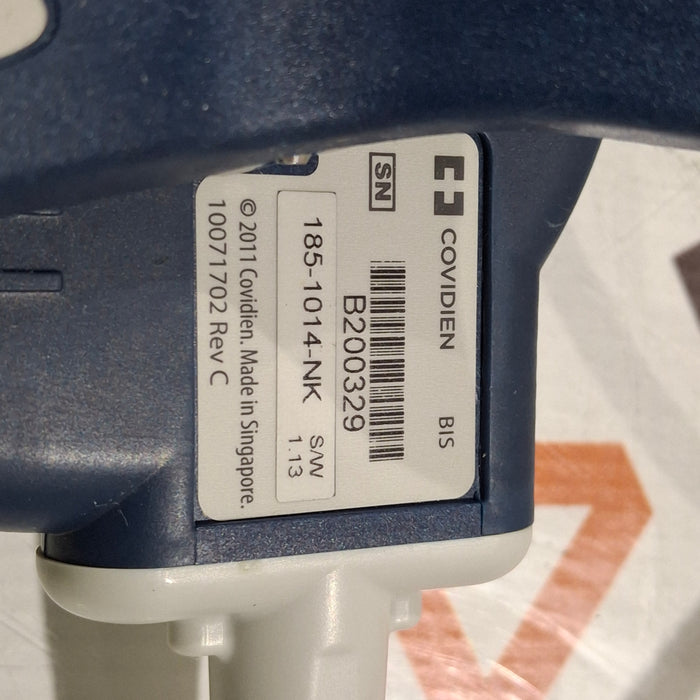 COVIDIEN BIS
SN
B200329
185-1014-NK S/W 1.13
© 2011 Covidien. Made in Singapore.
10071702 Rev C